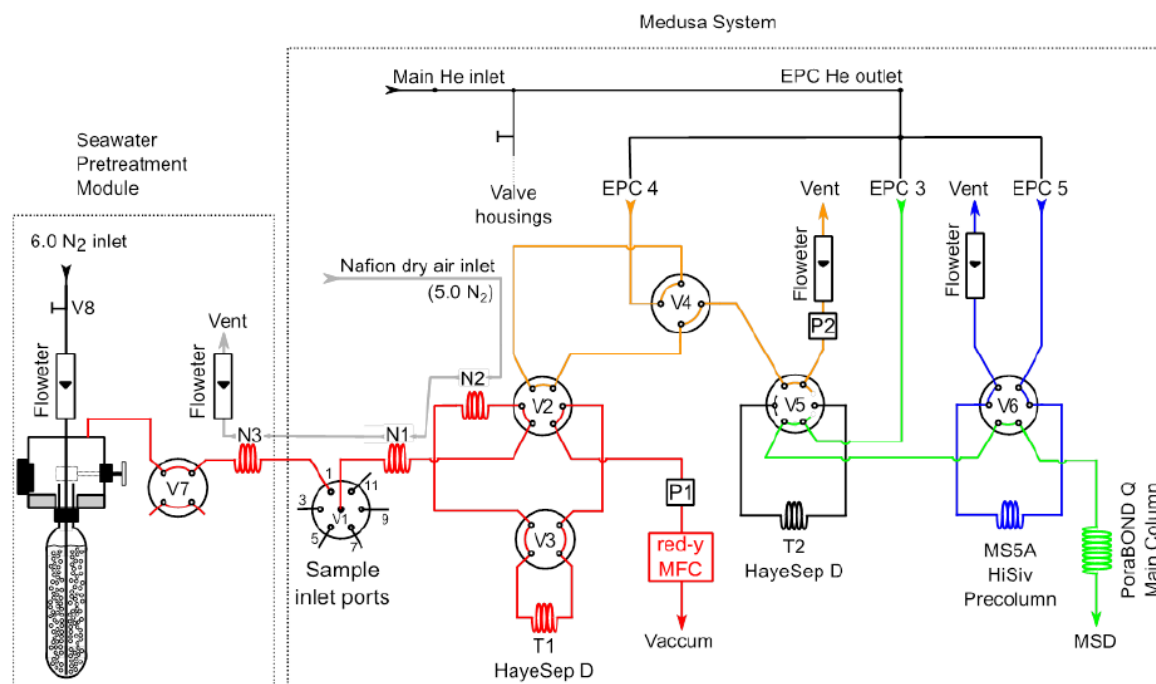 Medusa System
Main He inlet
EPC He outlet
Seawater
Pretreatment
Module
Valve
housings
EPC 4
Vent
EPC 3
Vent
EPC 5
6.0 N2 inlet
Nafion dry air inlet
(5.0 N2)
V8
Vent
Floweter
Floweter
V4
Floweter
Floweter
P2
N2
V2
V5
V6
N3
N1
V7
1
11
3
V1
9
5
7
P1
V3
red-y
MFC
Sample
inlet ports
T1
HayeSep D
Vaccum
T2
HayeSep D
MS5A
HiSiv
Precolumn
PoraBOND Q
Main Column
MSD